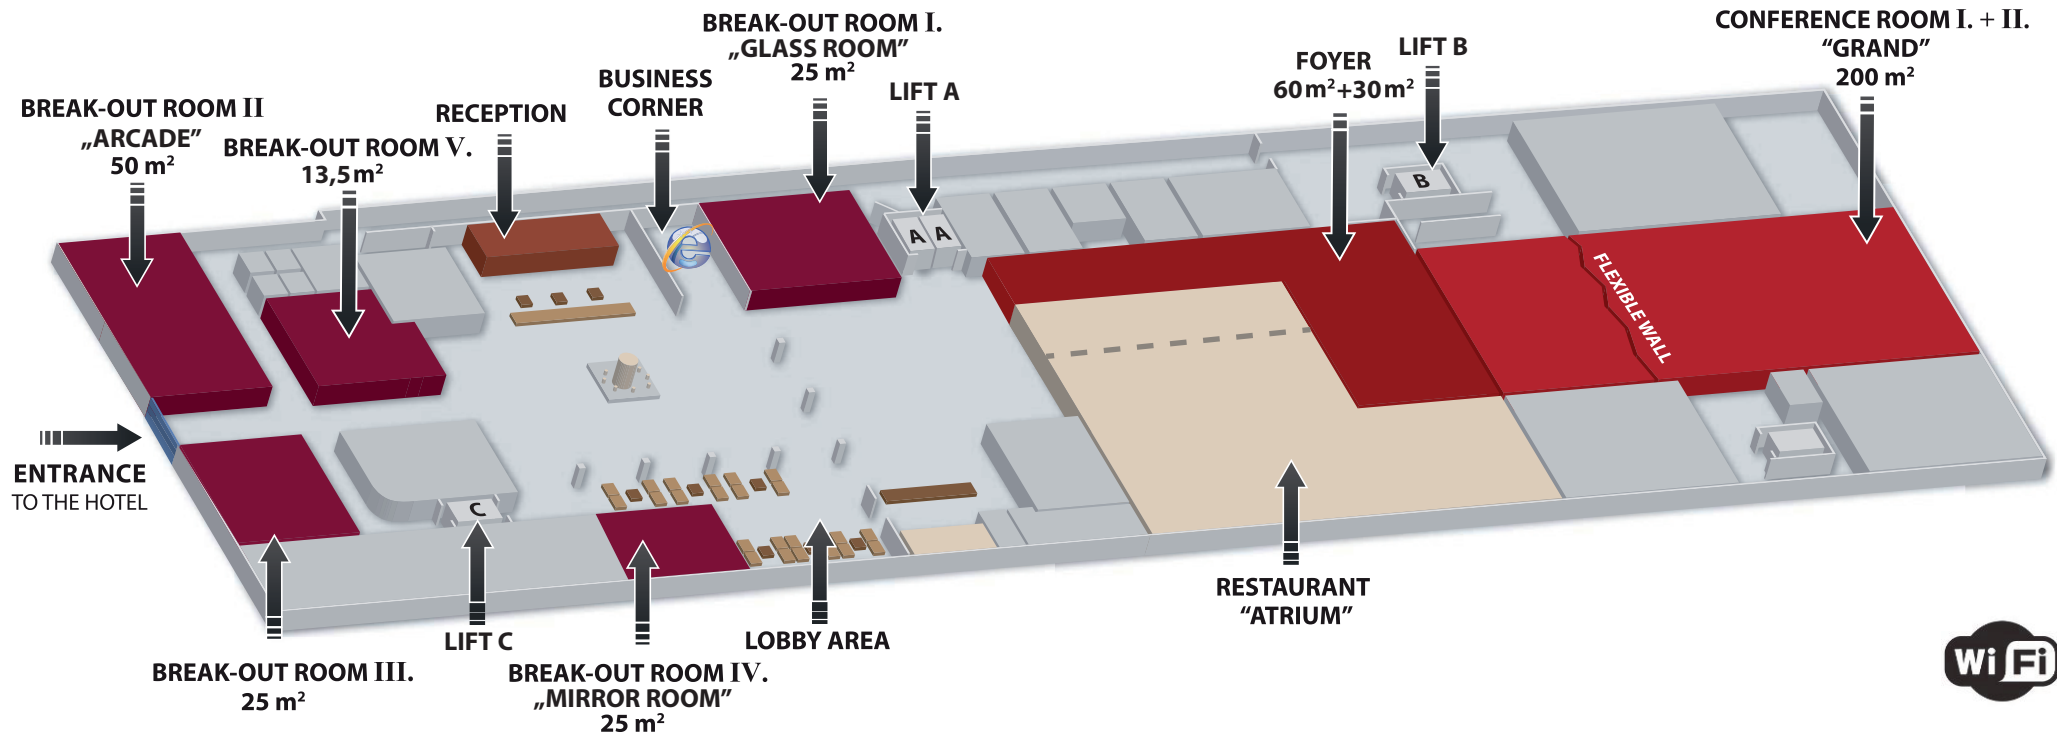 BREAK-OUT ROOM I.
„GLASS ROOM”
25 m²
CONFERENCE ROOM I. + II.
“GRAND”
200 m²
FOYER
60 m²+30 m²
LIFT B
BUSINESS
CORNER
LIFT A
RECEPTION
BREAK-OUT ROOM II
„ARCADE”
50 m²
BREAK-OUT ROOM V.
13,5 m²
B
A A
FLEXIBLE WALL
ENTRANCE
TO THE HOTEL
C
RESTAURANT
“ATRIUM”
LIFT C
LOBBY AREA
BREAK-OUT ROOM III.
25 m²
BREAK-OUT ROOM IV.
„MIRROR ROOM”
25 m²
Wi Fi